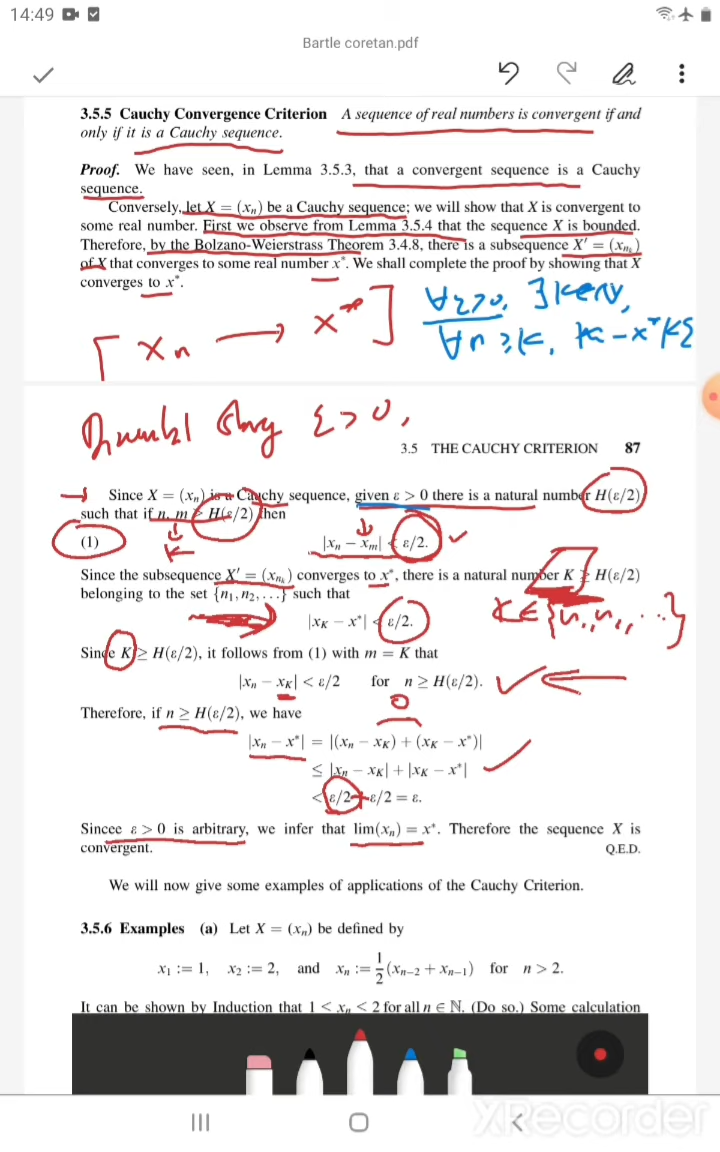 14:49
Bartle coretan.pdf
3.5.5 Cauchy Convergence Criterion A sequence of real numbers is convergent if and
only if it is a Cauchy sequence.
Proof. We have seen, in Lemma 3.5.3, that a convergent sequence is a Cauchy
sequence.
Conversely, let X = (xₙ) be a Cauchy sequence; we will show that X is convergent to
some real number. First we observe from Lemma 3.5.4 that the sequence X is bounded.
Therefore, by the Bolzano-Weierstrass Theorem 3.4.8, there is a subsequence X′ = (xₙₖ)
of X that converges to some real number x*. We shall complete the proof by showing that X
converges to x*.
[ Xn → x* ]
∀ε>0, ∃K∈N,
∀n≥K, |x-x*|<ε
ε>0,
3.5 THE CAUCHY CRITERION 87
→ Since X = (xₙ) is a Cauchy sequence, given ε > 0 there is a natural number H(ε/2)
such that if n, m ≥ H(ε/2) then
(1) |xₙ − xₘ| < ε/2.
K
Since the subsequence X′ = (xₙₖ) converges to x*, there is a natural number K ≥ H(ε/2)
belonging to the set {n₁, n₂, . . .} such that
K∈{n₁, n₂, ...}
|x_K − x*| < ε/2.
Since K ≥ H(ε/2), it follows from (1) with m = K that
|xₙ − x_K| < ε/2 for n ≥ H(ε/2).
Therefore, if n ≥ H(ε/2), we have
0
|xₙ − x*| = |(xₙ − x_K) + (x_K − x*)|
≤ |xₙ − x_K| + |x_K − x*|
< ε/2 + ε/2 = ε.
Sincee ε > 0 is arbitrary, we infer that lim(xₙ) = x*. Therefore the sequence X is
convergent. Q.E.D.
We will now give some examples of applications of the Cauchy Criterion.
3.5.6 Examples (a) Let X = (xₙ) be defined by
x₁ := 1, x₂ := 2, and xₙ := 1/2 (xₙ₋₂ + xₙ₋₁) for n > 2.
It can be shown by Induction that 1 ≤ xₙ ≤ 2 for all n ∈ ℕ. (Do so.) Some calculation
XRecorder